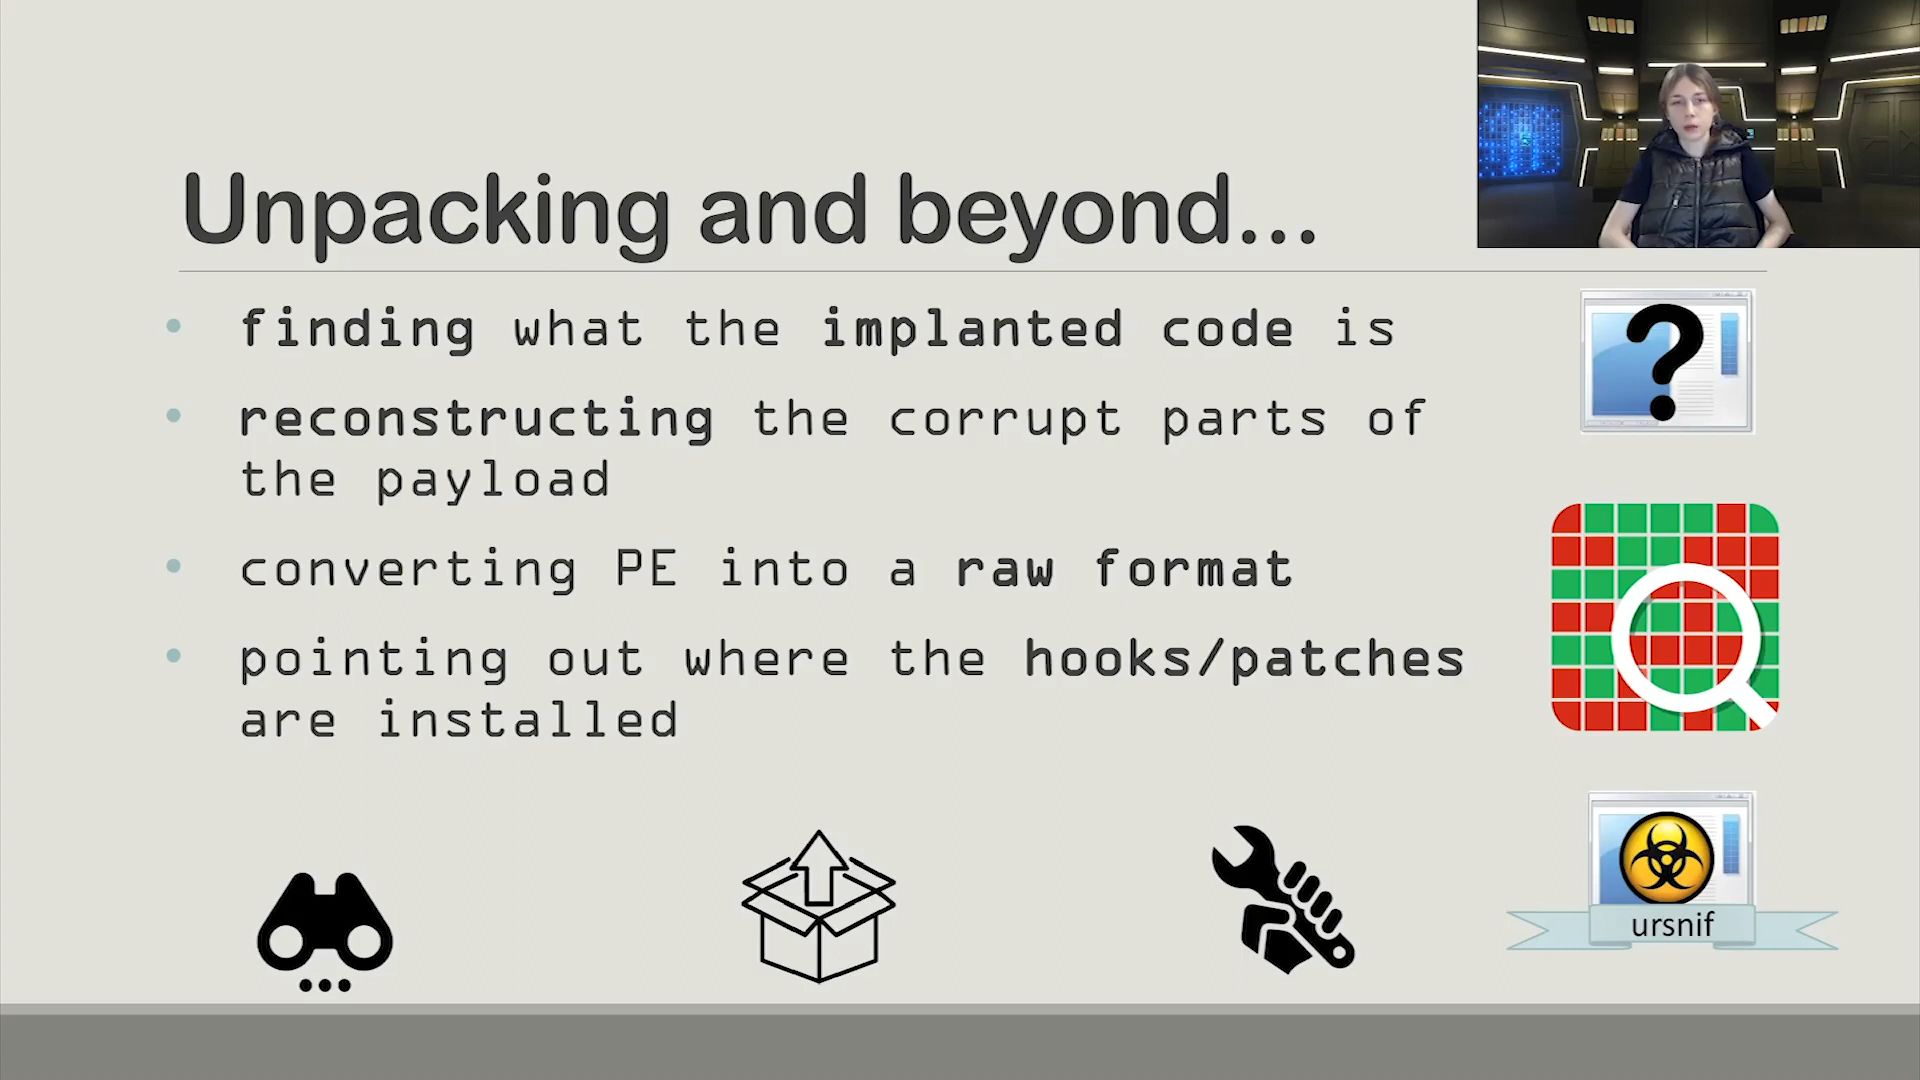 Unpacking and beyond...
• finding what the implanted code is
• reconstructing the corrupt parts of
the payload
• converting PE into a raw format
• pointing out where the hooks/patches
are installed
?
ursnif